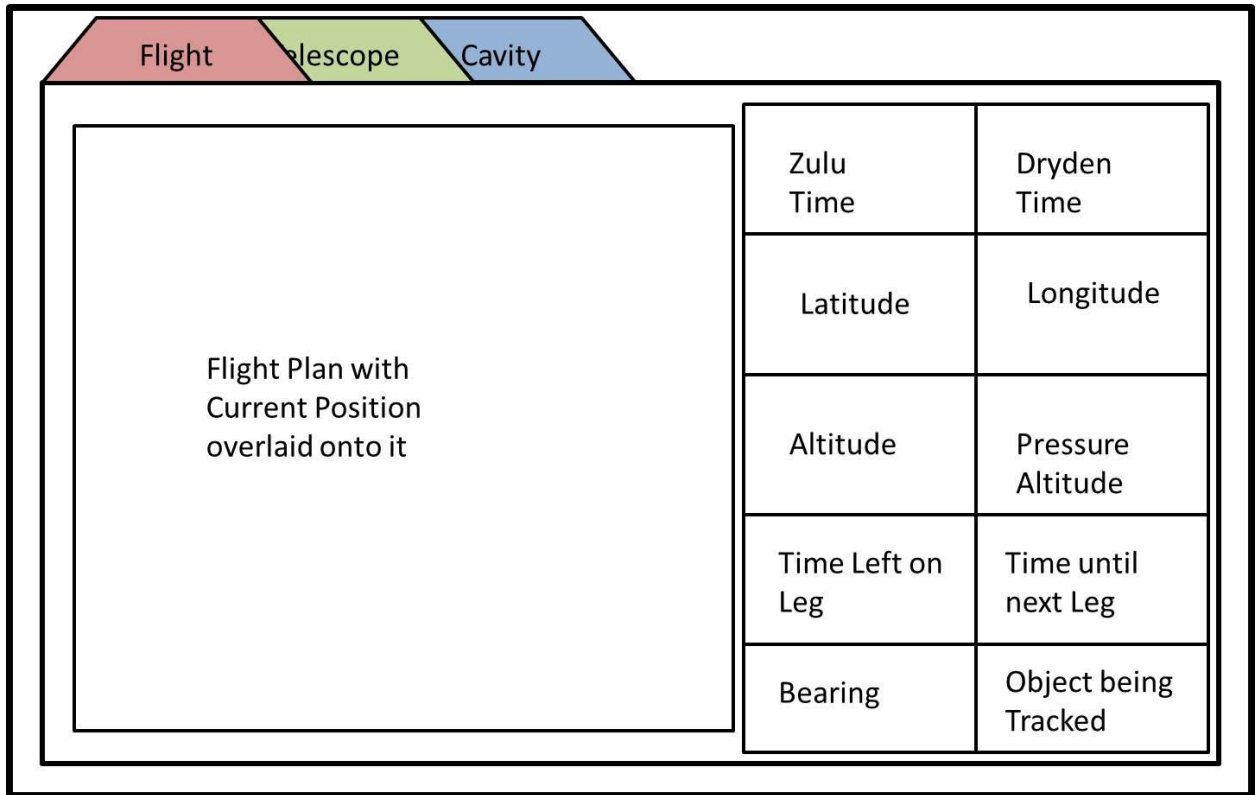 Flight elescope Cavity
Zulu
Time
Dryden
Time
Latitude
Longitude
Flight Plan with
Current Position
overlaid onto it
Altitude
Pressure
Altitude
Time Left on
Leg
Time until
next Leg
Bearing
Object being
Tracked